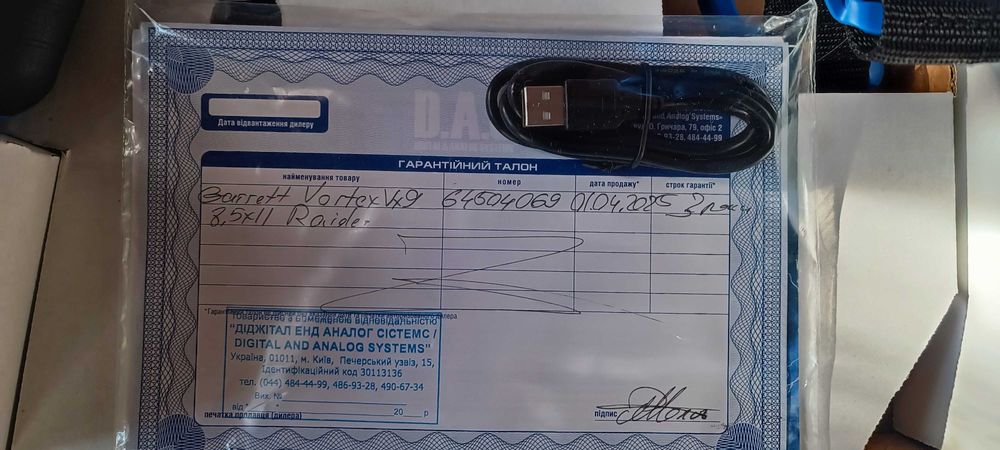 Дата відвантаження дилеру
D.A.
and Analog Systems"
Гричара, 79, офіс 2
93-28, 484-44-99
ГАРАНТІЙНИЙ ТАЛОН
найменування товару номер дата продажу* строк гарантії*
Garrett Vortex Vx9 64504069 01.04.2025 3 роки
8,5x11 Raider
Товариство з обмеженою відповідальністю
"ДІДЖІТАЛ ЕНД АНАЛОГ СІСТЕМС /
DIGITAL AND ANALOG SYSTEMS"
Україна, 01011, м. Київ, Печерський узвіз, 15,
Ідентифікаційний код 30113136
тел. (044) 484-44-99, 486-93-28, 490-67-34
Вих. №
від " " 20 р
печатка продавця (дилера)
підпис